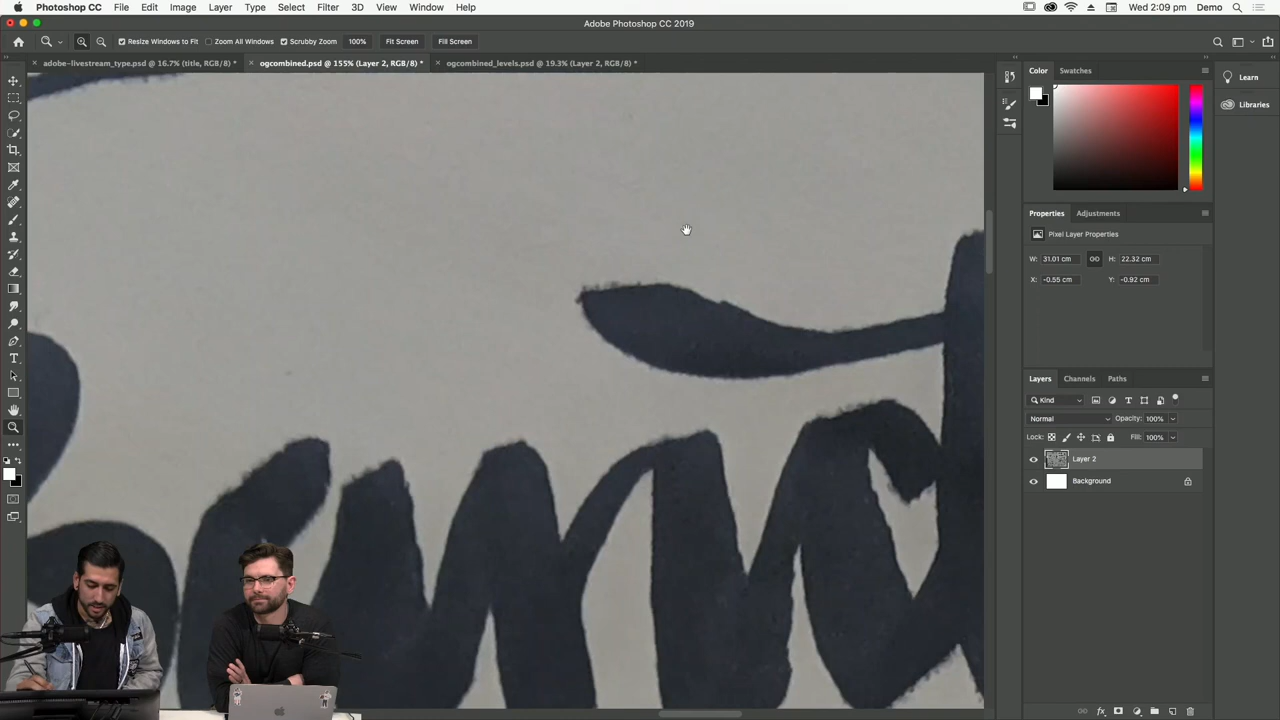 Photoshop CC File Edit Image Layer Type Select Filter 3D View Window Help Wed 2:09 pm Demo
Adobe Photoshop CC 2019
Resize Windows to Fit Zoom All Windows Scrubby Zoom 100% Fit Screen Fill Screen
adobe-livestream_type.psd @ 16.7% (title, RGB/8) * ogcombined.psd @ 155% (Layer 2, RGB/8) * ogcombined_levels.psd @ 19.3% (Layer 2, RGB/8) *
Color Swatches
Learn
Libraries
Properties Adjustments
Pixel Layer Properties
W: 31.01 cm H: 22.32 cm
X: -0.55 cm Y: -0.92 cm
Layers Channels Paths
Kind
Normal Opacity: 100%
Lock: Fill: 100%
Layer 2
Background